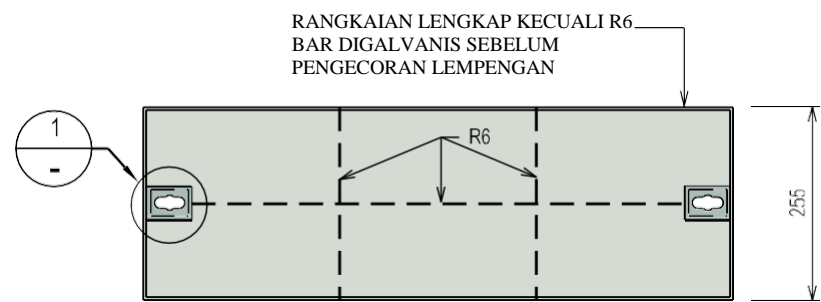 RANGKAIAN LENGKAP KECUALI R6
BAR DIGALVANIS SEBELUM
PENGECORAN LEMPENGAN
1
-
R6
255